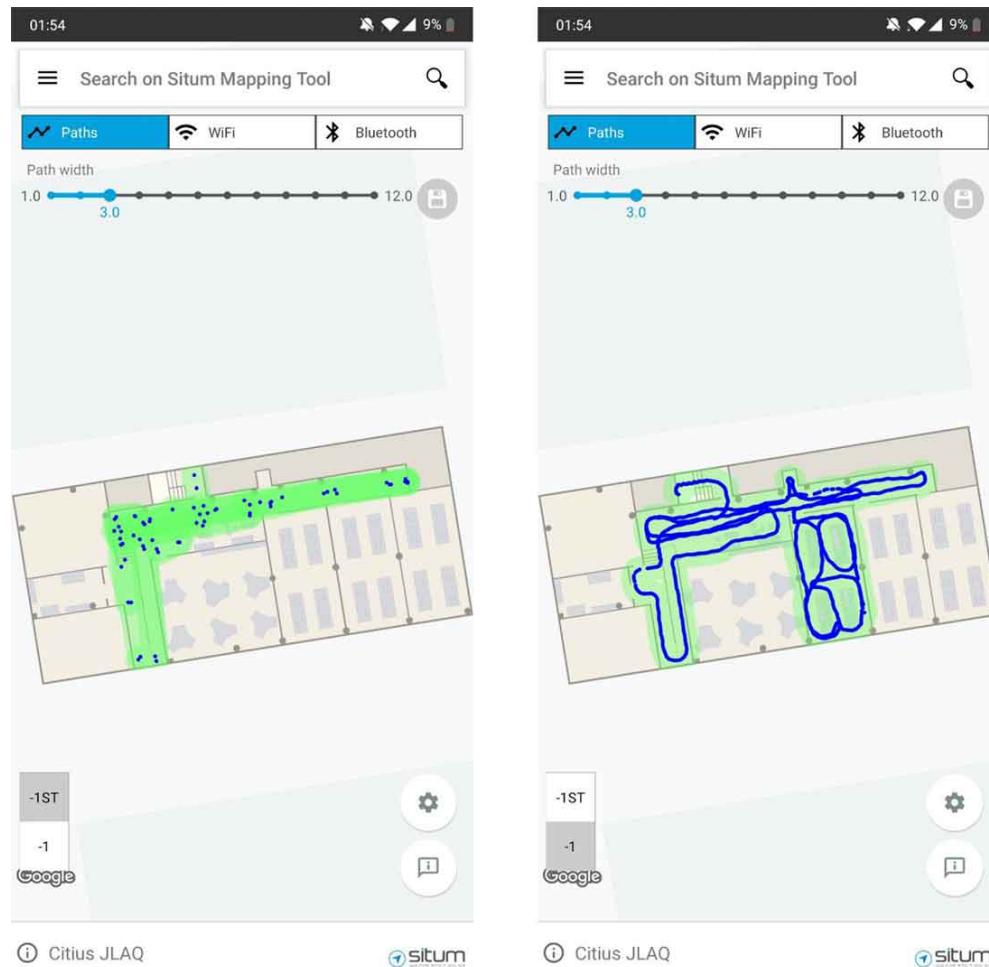 01:54
9%
Search on Situm Mapping Tool
Paths
WiFi
Bluetooth
Path width
1.0
12.0
3.0
-1ST
-1
Google
Citius JLAQ
situm
01:54
9%
Search on Situm Mapping Tool
Paths
WiFi
Bluetooth
Path width
1.0
12.0
3.0
-1ST
-1
Google
Citius JLAQ
situm